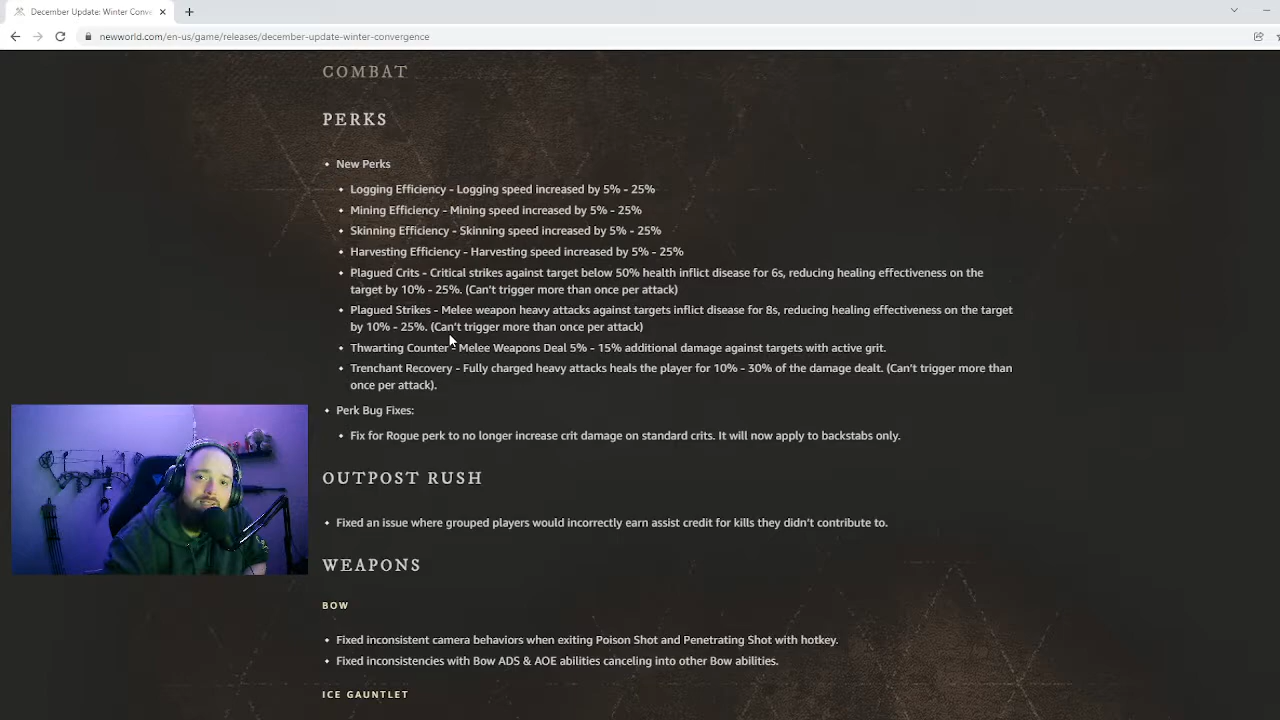 December Update: Winter Conv
newworld.com/en-us/game/releases/december-update-winter-convergence
COMBAT
PERKS
New Perks
Logging Efficiency - Logging speed increased by 5% - 25%
Mining Efficiency - Mining speed increased by 5% - 25%
Skinning Efficiency - Skinning speed increased by 5% - 25%
Harvesting Efficiency - Harvesting speed increased by 5% - 25%
Plagued Crits - Critical strikes against target below 50% health inflict disease for 6s, reducing healing effectiveness on the
target by 10% - 25%. (Can't trigger more than once per attack)
Plagued Strikes - Melee weapon heavy attacks against targets inflict disease for 8s, reducing healing effectiveness on the target
by 10% - 25%. (Can't trigger more than once per attack)
Thwarting Counter - Melee Weapons Deal 5% - 15% additional damage against targets with active grit.
Trenchant Recovery - Fully charged heavy attacks heals the player for 10% - 30% of the damage dealt. (Can't trigger more than
once per attack).
Perk Bug Fixes:
Fix for Rogue perk to no longer increase crit damage on standard crits. It will now apply to backstabs only.
OUTPOST RUSH
Fixed an issue where grouped players would incorrectly earn assist credit for kills they didn't contribute to.
WEAPONS
BOW
Fixed inconsistent camera behaviors when exiting Poison Shot and Penetrating Shot with hotkey.
Fixed inconsistencies with Bow ADS & AOE abilities canceling into other Bow abilities.
ICE GAUNTLET